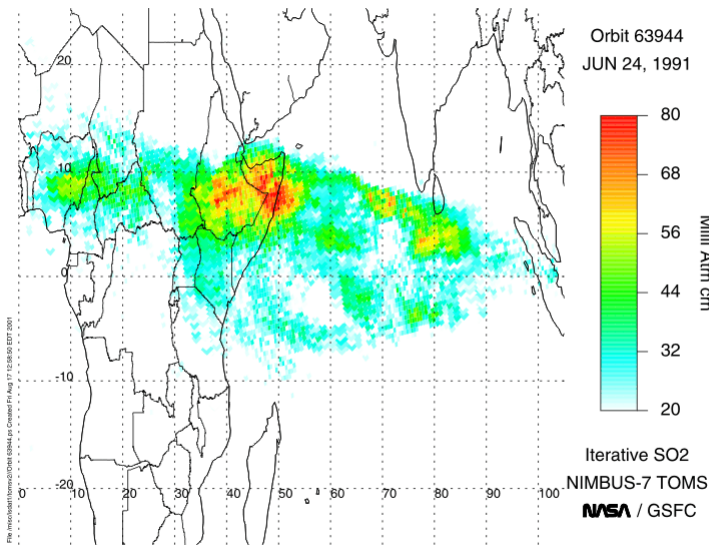 Orbit 63944
JUN 24, 1991
20
10
0
-10
-20
0 10 20 30 40 50 60 70 80 90 100
80
68
56
44
32
20
Milli Atm cm
Iterative SO2
NIMBUS-7 TOMS
NASA / GSFC